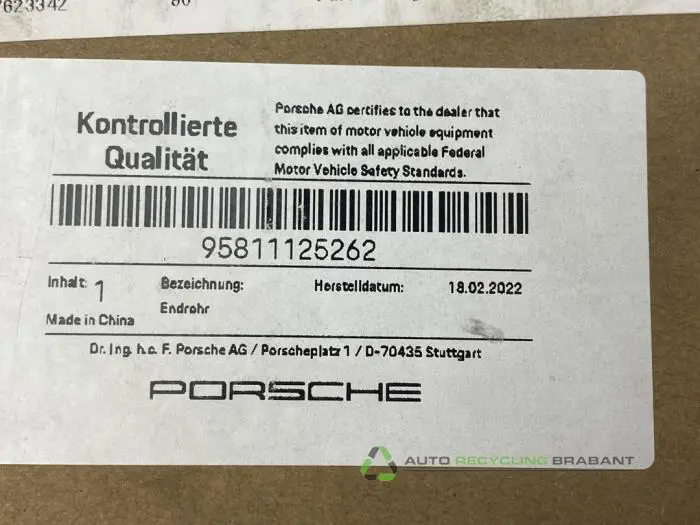 7623342
Kontrollierte
Qualität
Porsche AG certifies to the dealer that
this item of motor vehicle equipment
complies with all applicable Federal
Motor Vehicle Safety Standards.
95811125262
Inhalt: 1
Bezeichnung:
Herstelldatum: 18.02.2022
Endrohr
Made in China
Dr. Ing. h.c. F. Porsche AG / Porscheplatz 1 / D-70435 Stuttgart
PORSCHE
AUTO RECYCLING BRABANT